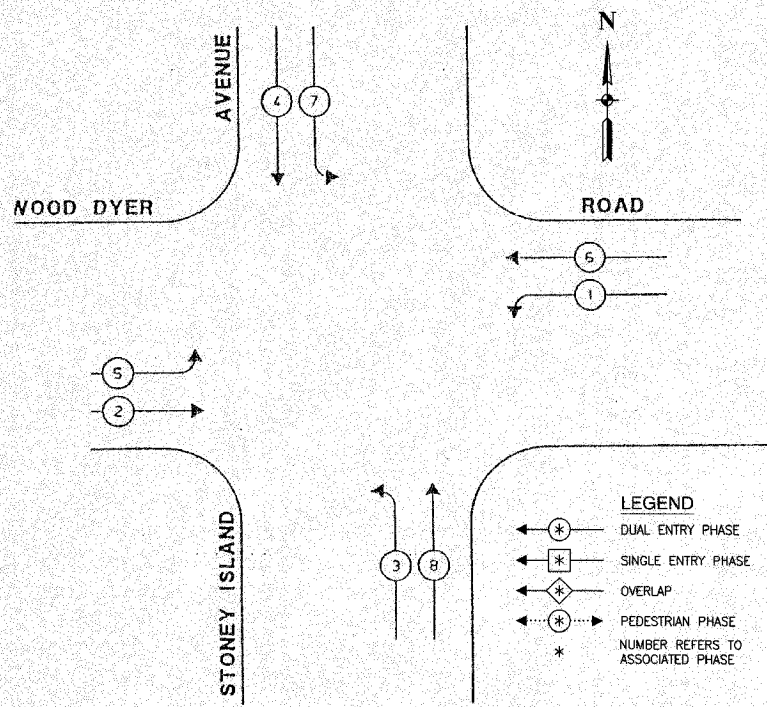 N
AVENUE
4 7
WOOD DYER
ROAD
6
1
5
2
STONEY ISLAND
3 8
LEGEND
* DUAL ENTRY PHASE
* SINGLE ENTRY PHASE
* OVERLAP
* PEDESTRIAN PHASE
* NUMBER REFERS TO
ASSOCIATED PHASE